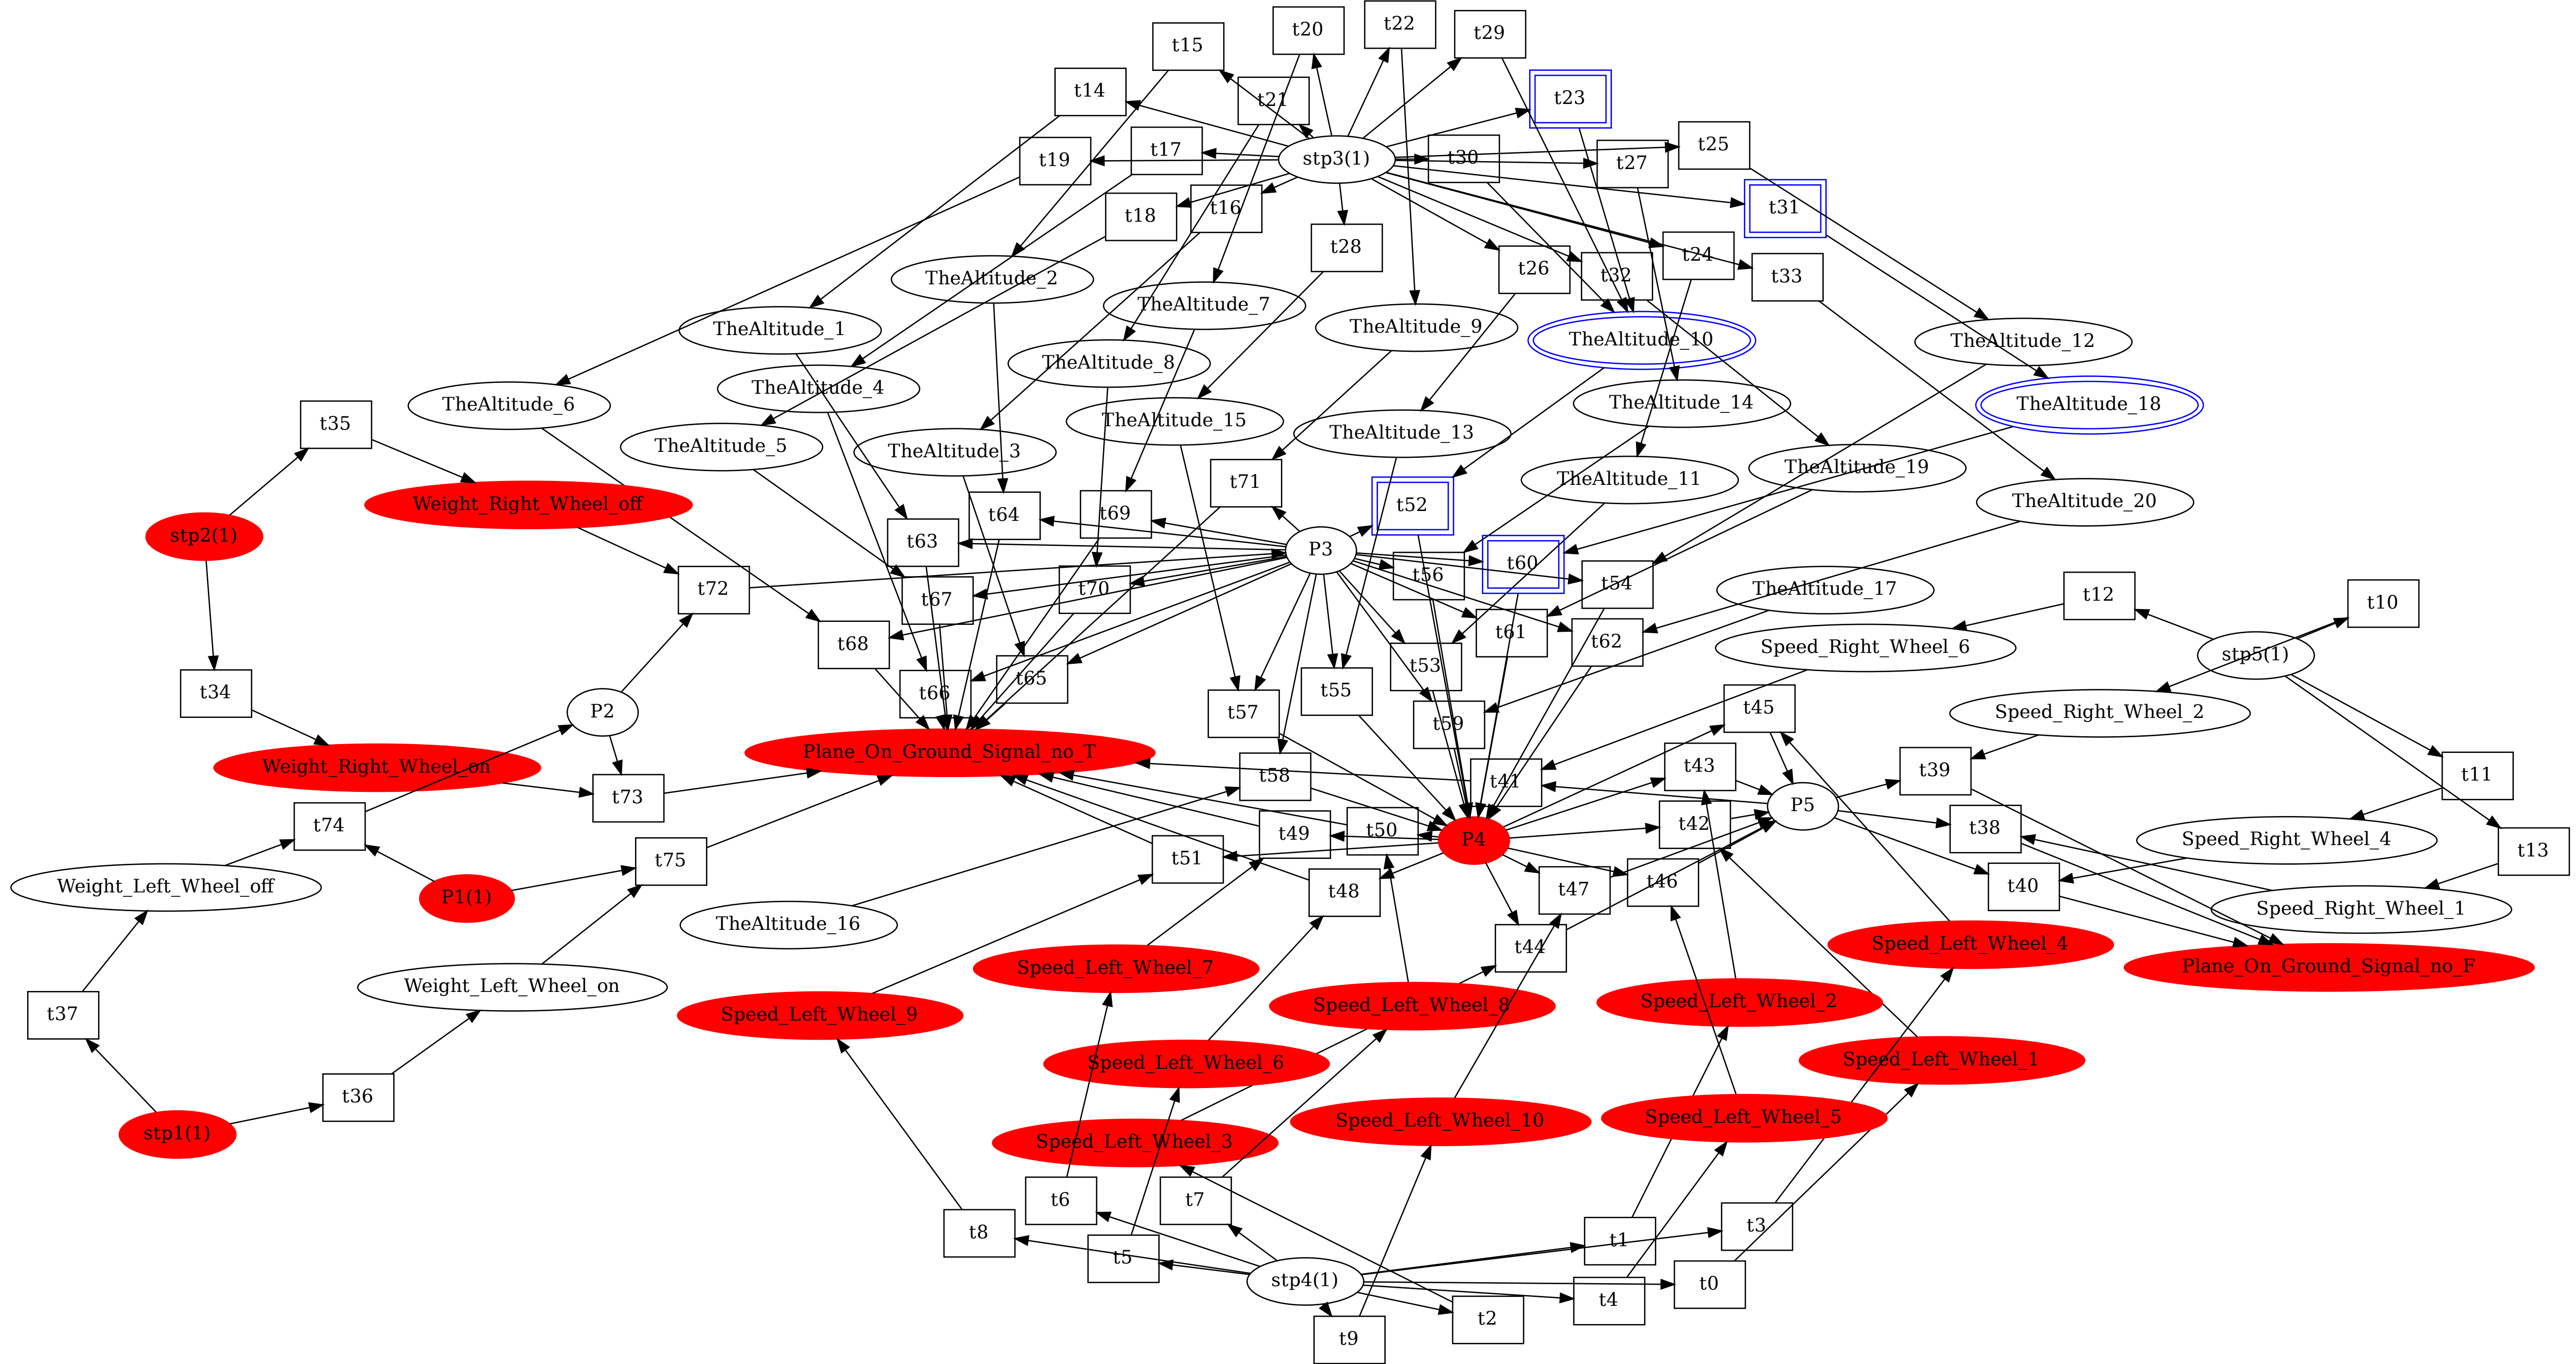 t22
t20
t29
t15
t14
t23
t21
t25
t17
stp3(1)
t30
t19
t27
t31
t18
t16
t28
t24
t26
t32
t33
TheAltitude_2
TheAltitude_7
TheAltitude_9
TheAltitude_1
TheAltitude_10
TheAltitude_12
TheAltitude_8
TheAltitude_4
TheAltitude_14
TheAltitude_6
TheAltitude_18
TheAltitude_15
t35
TheAltitude_13
TheAltitude_5
TheAltitude_3
TheAltitude_19
TheAltitude_11
t71
Weight_Right_Wheel_off
TheAltitude_20
t52
t64
t69
stp2(1)
t63
P3
t60
t56
t54
t72
t70
t67
TheAltitude_17
t12
t10
t61
t62
t68
Speed_Right_Wheel_6
stp5(1)
t53
t65
t55
t34
t66
P2
t57
t59
t45
Speed_Right_Wheel_2
Plane_On_Ground_Signal_no_T
t43
Weight_Right_Wheel_on
t39
t58
t41
t11
t73
P5
t74
t42
t38
t49
t50
P4
Speed_Right_Wheel_4
t75
t51
t13
Weight_Left_Wheel_off
t46
t40
t47
t48
P1(1)
Speed_Right_Wheel_1
TheAltitude_16
Speed_Left_Wheel_4
t44
Speed_Left_Wheel_7
Plane_On_Ground_Signal_no_F
Weight_Left_Wheel_on
Speed_Left_Wheel_2
Speed_Left_Wheel_8
t37
Speed_Left_Wheel_9
Speed_Left_Wheel_1
Speed_Left_Wheel_6
t36
Speed_Left_Wheel_5
Speed_Left_Wheel_10
stp1(1)
Speed_Left_Wheel_3
t6
t7
t3
t8
t1
t5
stp4(1)
t0
t4
t2
t9